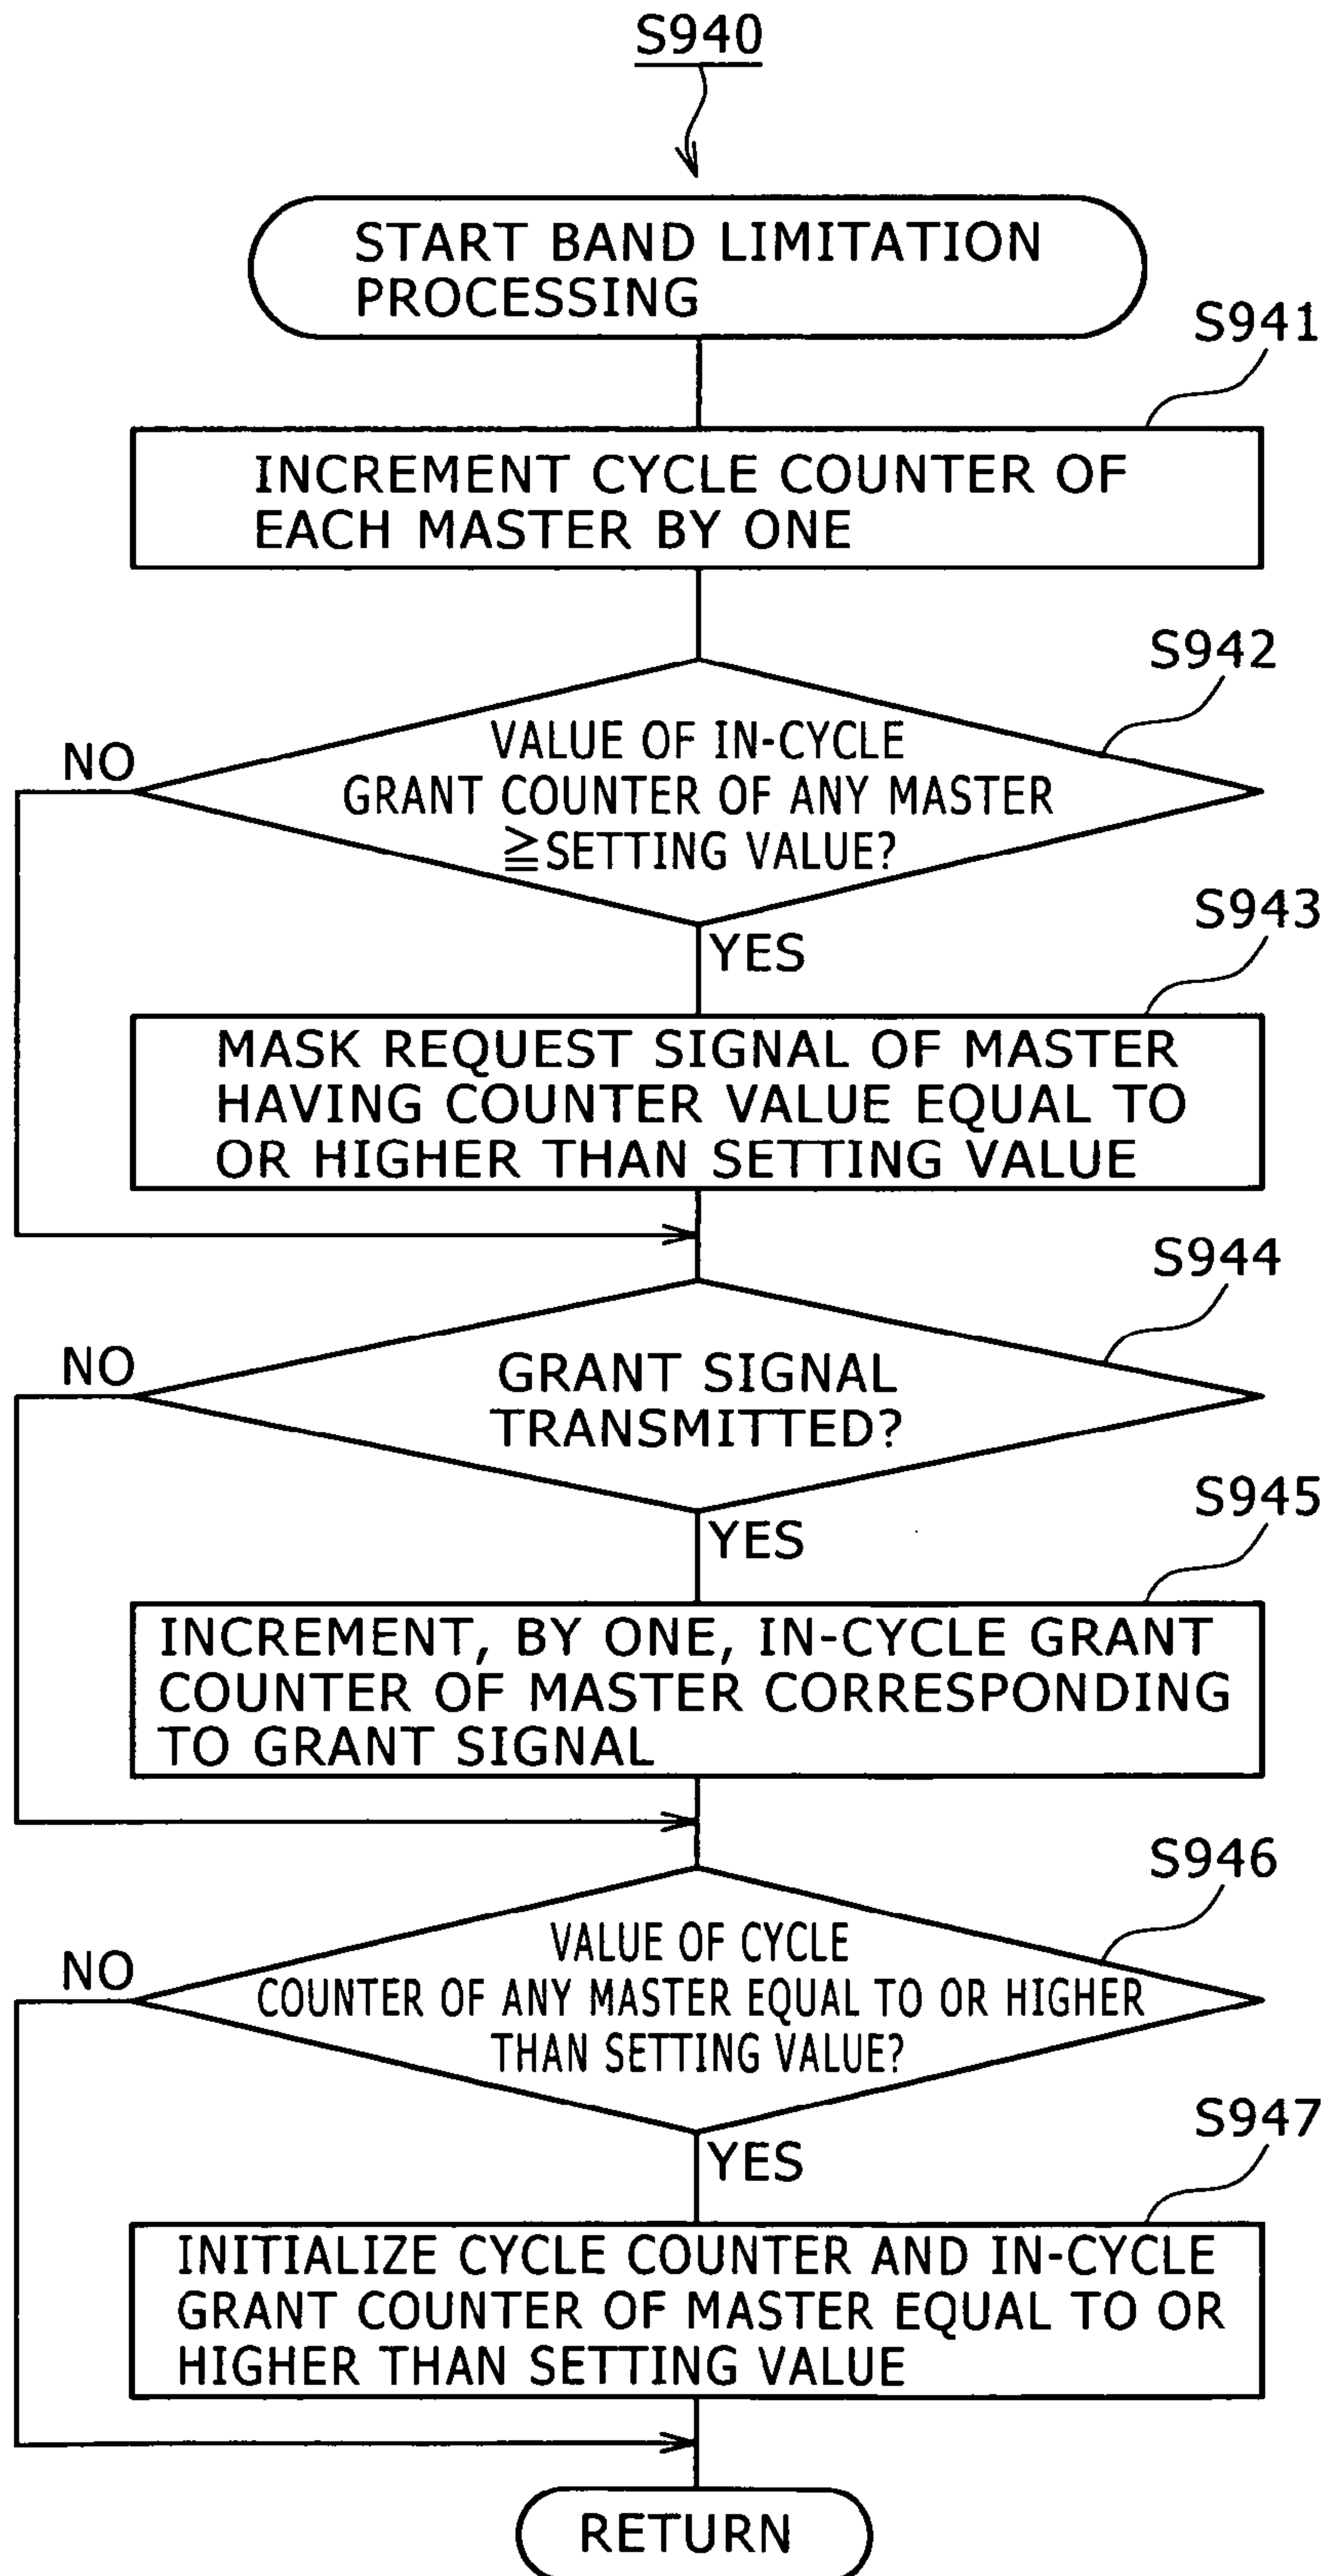 S940
START BAND LIMITATION
PROCESSING
S941
INCREMENT CYCLE COUNTER OF
EACH MASTER BY ONE
S942
VALUE OF IN-CYCLE
GRANT COUNTER OF ANY MASTER
≧SETTING VALUE?
NO
YES
S943
MASK REQUEST SIGNAL OF MASTER
HAVING COUNTER VALUE EQUAL TO
OR HIGHER THAN SETTING VALUE
S944
GRANT SIGNAL
TRANSMITTED?
NO
YES
S945
INCREMENT, BY ONE, IN-CYCLE GRANT
COUNTER OF MASTER CORRESPONDING
TO GRANT SIGNAL
S946
VALUE OF CYCLE
COUNTER OF ANY MASTER EQUAL TO OR HIGHER
THAN SETTING VALUE?
NO
YES
S947
INITIALIZE CYCLE COUNTER AND IN-CYCLE
GRANT COUNTER OF MASTER EQUAL TO OR
HIGHER THAN SETTING VALUE
RETURN